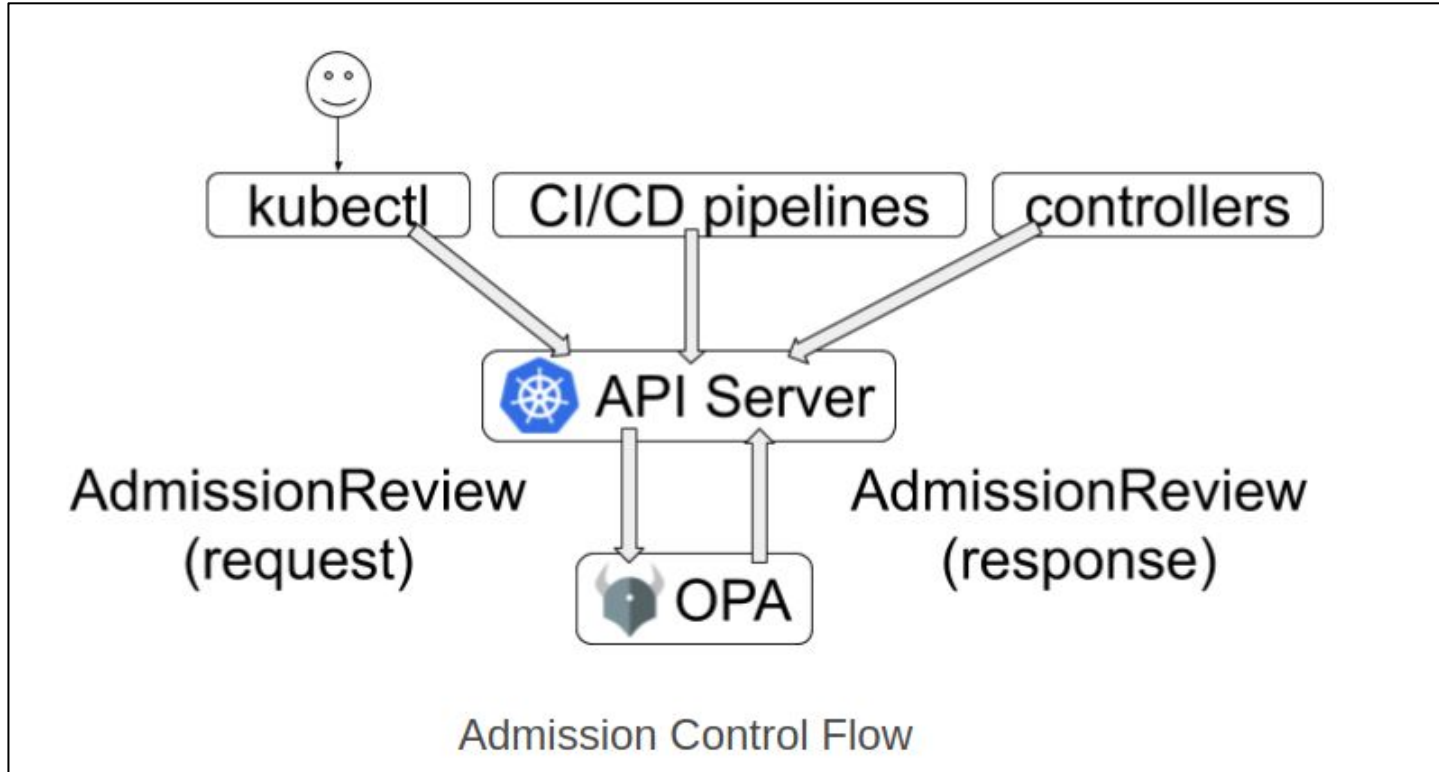 kubectl
CI/CD pipelines
controllers
API Server
AdmissionReview
(request)
AdmissionReview
(response)
OPA
Admission Control Flow